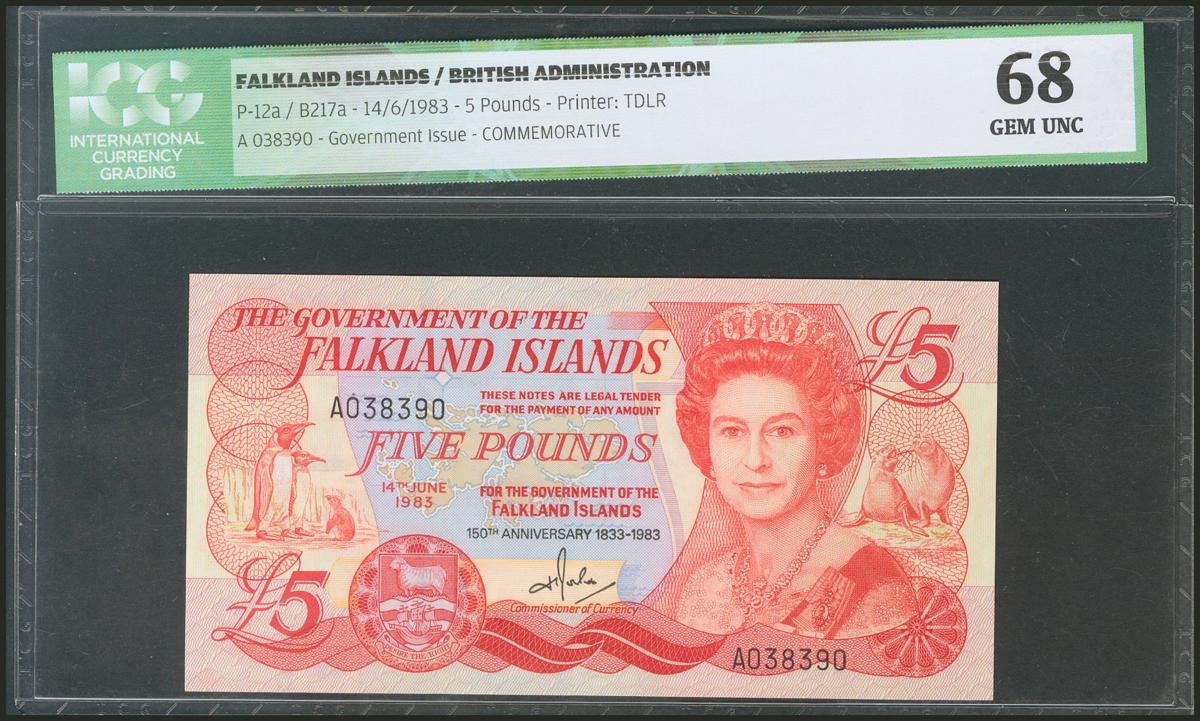 ICG
INTERNATIONAL
CURRENCY
GRADING
FALKLAND ISLANDS / BRITISH ADMINISTRATION
P-12a / B217a - 14/6/1983 - 5 Pounds - Printer: TDLR
A 038390 - Government Issue - COMMEMORATIVE
68
GEM UNC
THE GOVERNMENT OF THE
FALKLAND ISLANDS
£5
THESE NOTES ARE LEGAL TENDER
FOR THE PAYMENT OF ANY AMOUNT
A038390
FIVE POUNDS
14TH JUNE
1983
FOR THE GOVERNMENT OF THE
FALKLAND ISLANDS
150TH ANNIVERSARY 1833-1983
Commissioner of Currency
£5
DESIRE THE RIGHT
A038390